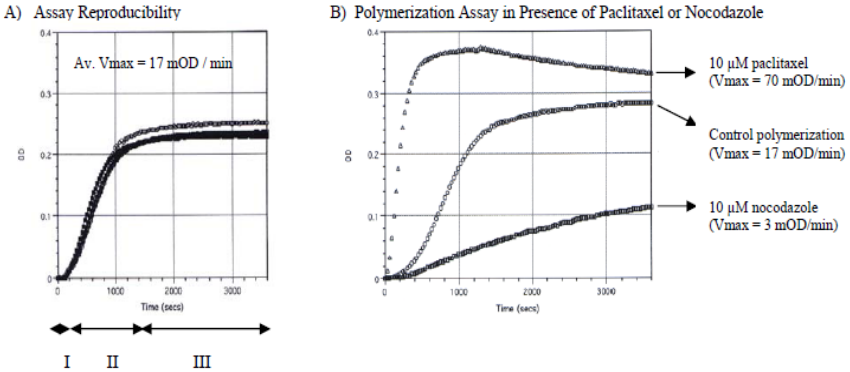 A) Assay Reproducibility
0.4
Av. Vmax = 17 mOD / min
0.3
OD
0.2
0.1
0
0 1000 2000 3000
Time (secs)
I II III
B) Polymerization Assay in Presence of Paclitaxel or Nocodazole
0.4
0.3
OD
0.2
0.1
0
0 1000 2000 3000
Time (secs)
10 µM paclitaxel
(Vmax = 70 mOD/min)
Control polymerization
(Vmax = 17 mOD/min)
10 µM nocodazole
(Vmax = 3 mOD/min)